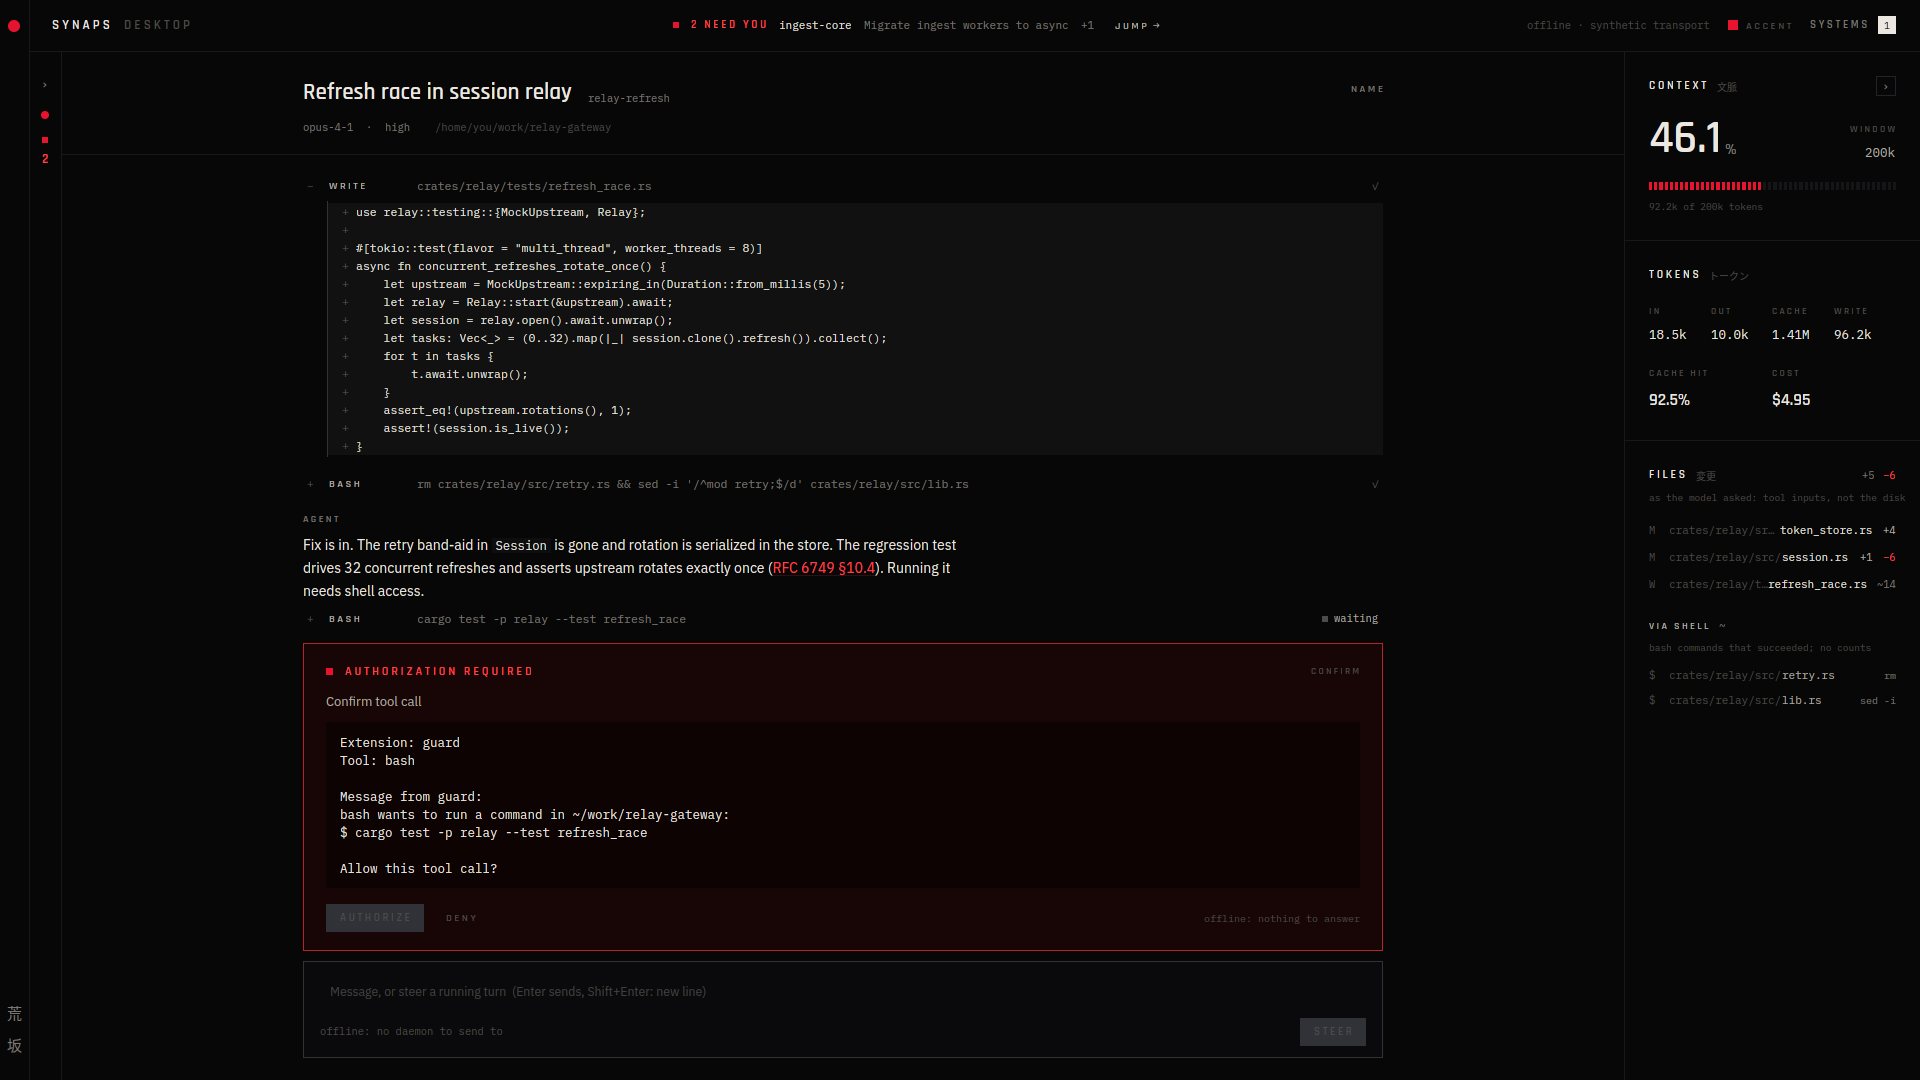 SYNAPS DESKTOP
2 NEED YOU ingest-core Migrate ingest workers to async +1 JUMP →
offline · synthetic transport ACCENT SYSTEMS 1
›
2
荒
坂
Refresh race in session relay relay-refresh NAME
opus-4-1 · high /home/you/work/relay-gateway
− WRITE crates/relay/tests/refresh_race.rs √
+ use relay::testing::{MockUpstream, Relay};
+
+ #[tokio::test(flavor = "multi_thread", worker_threads = 8)]
+ async fn concurrent_refreshes_rotate_once() {
+     let upstream = MockUpstream::expiring_in(Duration::from_millis(5));
+     let relay = Relay::start(&upstream).await;
+     let session = relay.open().await.unwrap();
+     let tasks: Vec<_> = (0..32).map(|_| session.clone().refresh()).collect();
+     for t in tasks {
+         t.await.unwrap();
+     }
+     assert_eq!(upstream.rotations(), 1);
+     assert!(session.is_live());
+ }
+ BASH rm crates/relay/src/retry.rs && sed -i '/^mod retry;$/d' crates/relay/src/lib.rs √
AGENT
Fix is in. The retry band-aid in Session is gone and rotation is serialized in the store. The regression test
drives 32 concurrent refreshes and asserts upstream rotates exactly once (RFC 6749 §10.4). Running it
needs shell access.
+ BASH cargo test -p relay --test refresh_race waiting
AUTHORIZATION REQUIRED CONFIRM
Confirm tool call
Extension: guard
Tool: bash
Message from guard:
bash wants to run a command in ~/work/relay-gateway:
$ cargo test -p relay --test refresh_race
Allow this tool call?
AUTHORIZE DENY offline: nothing to answer
Message, or steer a running turn (Enter sends, Shift+Enter: new line)
offline: no daemon to send to STEER
CONTEXT 文脈 ›
46.1% WINDOW
200k
92.2k of 200k tokens
TOKENS トークン
IN OUT CACHE WRITE
18.5k 10.0k 1.41M 96.2k
CACHE HIT COST
92.5% $4.95
FILES 変更 +5 −6
as the model asked: tool inputs, not the disk
M crates/relay/sr… token_store.rs +4
M crates/relay/src/session.rs +1 −6
W crates/relay/t…refresh_race.rs ~14
VIA SHELL ~
bash commands that succeeded; no counts
$ crates/relay/src/retry.rs rm
$ crates/relay/src/lib.rs sed -i